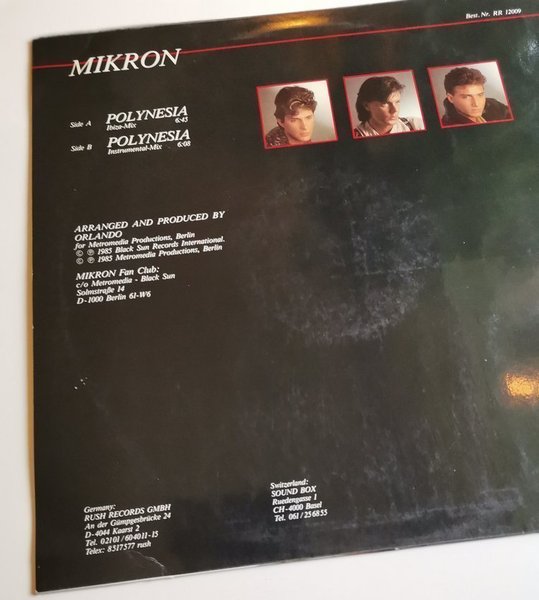 Best. Nr. RR 12009
MIKRON
Side A POLYNESIA
Ibiza-Mix 6:45
Side B POLYNESIA
Instrumental-Mix 6:08
ARRANGED AND PRODUCED BY
ORLANDO
for Metromedia Productions, Berlin
© ℗ 1985 Black Sun Records International.
© ℗ 1985 Metromedia Productions, Berlin
MIKRON Fan Club:
c/o Metromedia - Black Sun
Solmstraße 14
D-1000 Berlin 61-W6
Germany:
RUSH RECORDS GMBH
An der Gümpgesbrücke 24
D-4044 Kaarst 2
Tel. 02101/604011-15
Telex: 8517577 rush
Switzerland:
SOUND BOX
Ruedengasse 1
CH-4000 Basel
Tel. 061/256855